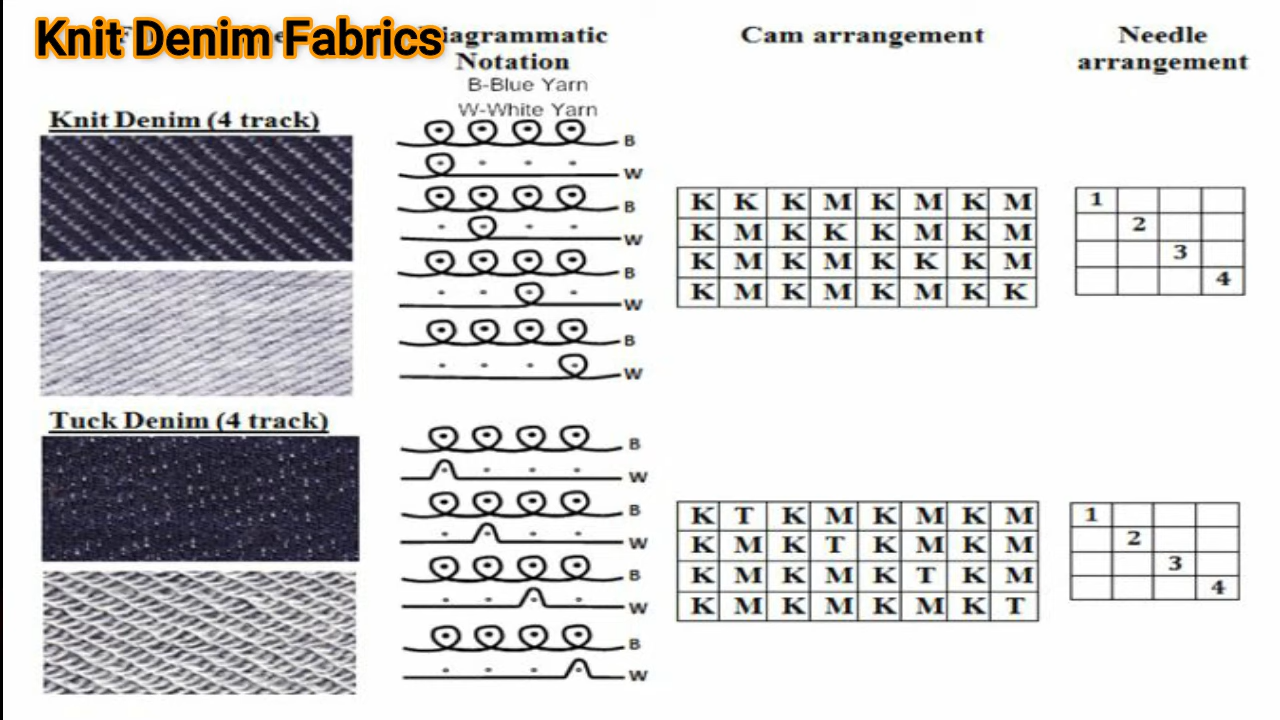 Knit Denim Fabrics
iagrammatic
Notation
B-Blue Yarn
W-White Yarn
Cam arrangement
Needle
arrangement
Knit Denim (4 track)
B
W
B
W
B
W
B
W
K K K M K M K M
K M K K K M K M
K M K M K K K M
K M K M K M K K
1
2
3
4
Tuck Denim (4 track)
B
W
B
W
B
W
B
W
K T K M K M K M
K M K T K M K M
K M K M K T K M
K M K M K M K T
1
2
3
4